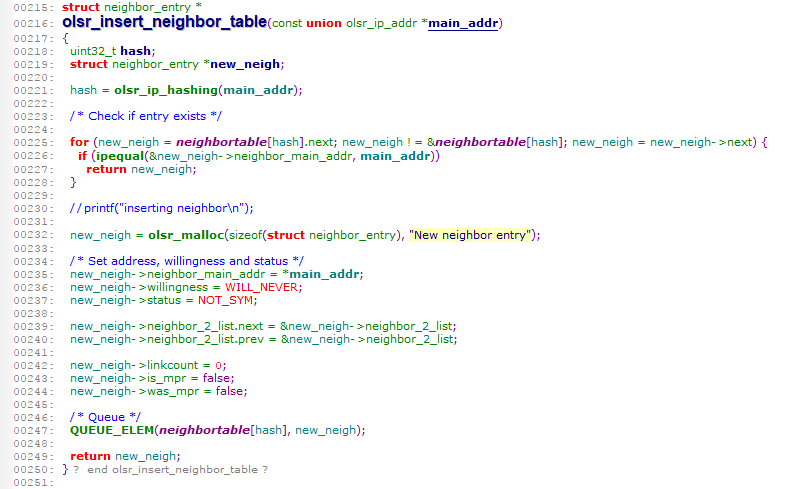 00215: struct neighbor_entry *
00216: olsr_insert_neighbor_table(const union olsr_ip_addr *main_addr)
00217: {
00218:   uint32_t hash;
00219:   struct neighbor_entry *new_neigh;
00220:
00221:   hash = olsr_ip_hashing(main_addr);
00222:
00223:   /* Check if entry exists */
00224:
00225:   for (new_neigh = neighbortable[hash].next; new_neigh != &neighbortable[hash]; new_neigh = new_neigh->next) {
00226:     if (ipequal(&new_neigh->neighbor_main_addr, main_addr))
00227:       return new_neigh;
00228:   }
00229:
00230:   //printf("inserting neighbor\n");
00231:
00232:   new_neigh = olsr_malloc(sizeof(struct neighbor_entry), "New neighbor entry");
00233:
00234:   /* Set address, willingness and status */
00235:   new_neigh->neighbor_main_addr = *main_addr;
00236:   new_neigh->willingness = WILL_NEVER;
00237:   new_neigh->status = NOT_SYM;
00238:
00239:   new_neigh->neighbor_2_list.next = &new_neigh->neighbor_2_list;
00240:   new_neigh->neighbor_2_list.prev = &new_neigh->neighbor_2_list;
00241:
00242:   new_neigh->linkcount = 0;
00243:   new_neigh->is_mpr = false;
00244:   new_neigh->was_mpr = false;
00245:
00246:   /* Queue */
00247:   QUEUE_ELEM(neighbortable[hash], new_neigh);
00248:
00249:   return new_neigh;
00250: } ? end olsr_insert_neighbor_table ?
00251: